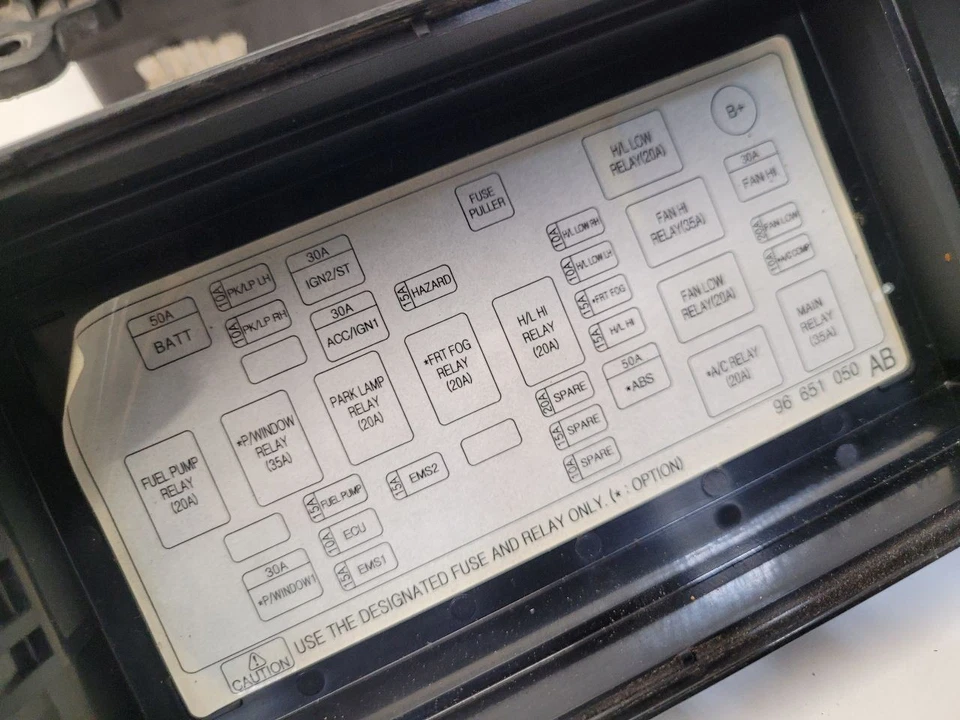 50A
BATT
10A PK/LP LH
10A PK/LP RH
30A
IGN2/ST
30A
ACC/IGN1
15A HAZARD
FUSE
PULLER
H/L LOW
RELAY(20A)
B+
30A
FAN HI
10A H/L LOW RH
10A H/L LOW LH
15A *FRT FOG
15A H/L HI
FAN HI
RELAY(35A)
FAN LOW
*A/C COMP
FUEL PUMP
RELAY
(20A)
*P/WINDOW
RELAY
(35A)
PARK LAMP
RELAY
(20A)
*FRT FOG
RELAY
(20A)
H/L HI
RELAY
(20A)
50A
*ABS
FAN LOW
RELAY(20A)
*A/C RELAY
(20A)
MAIN
RELAY
(35A)
20A SPARE
15A SPARE
10A SPARE
15A FUEL PUMP
10A ECU
15A EMS1
15A EMS2
30A
*P/WINDOW1
96 651 050 AB
CAUTION USE THE DESIGNATED FUSE AND RELAY ONLY. (* : OPTION)